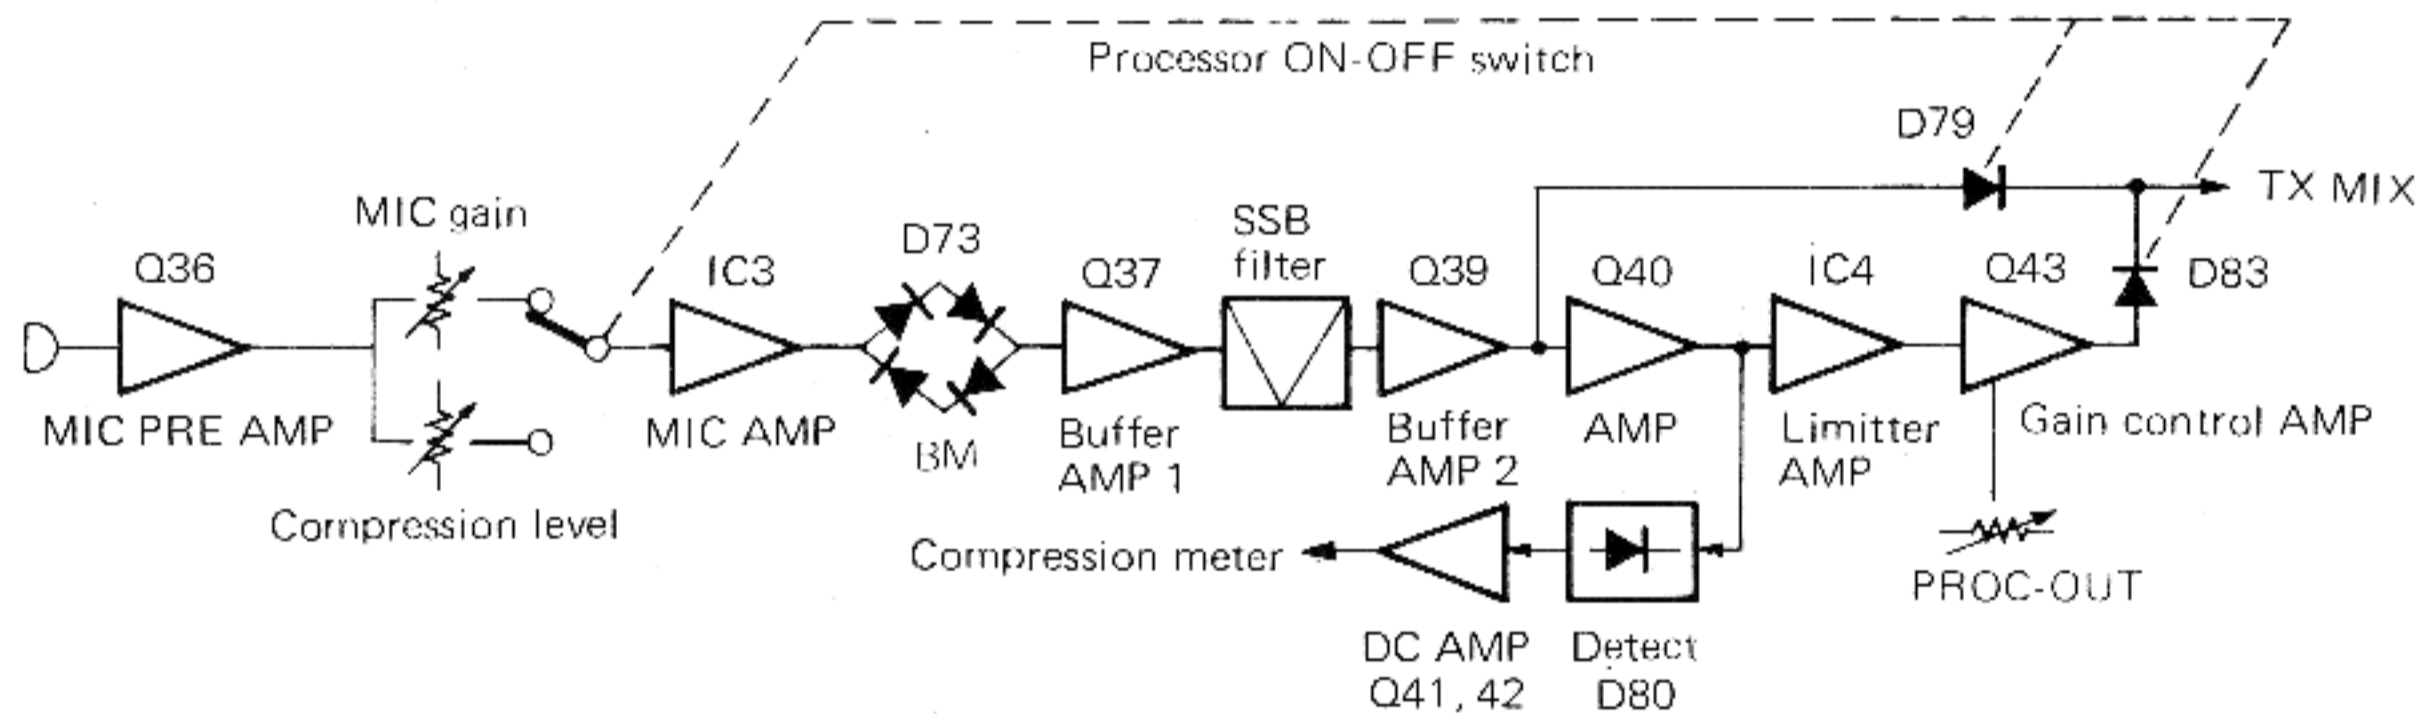 Processor ON-OFF switch
D79
TX MIX
MIC gain
D73
SSB
filter
Q36
IC3
Q37
Q39
Q40
IC4
Q43
D83
MIC PRE AMP
MIC AMP
BM
Buffer
AMP 1
Buffer
AMP 2
AMP
Limitter
AMP
Gain control AMP
Compression level
Compression meter
PROC-OUT
DC AMP
Q41, 42
Detect
D80